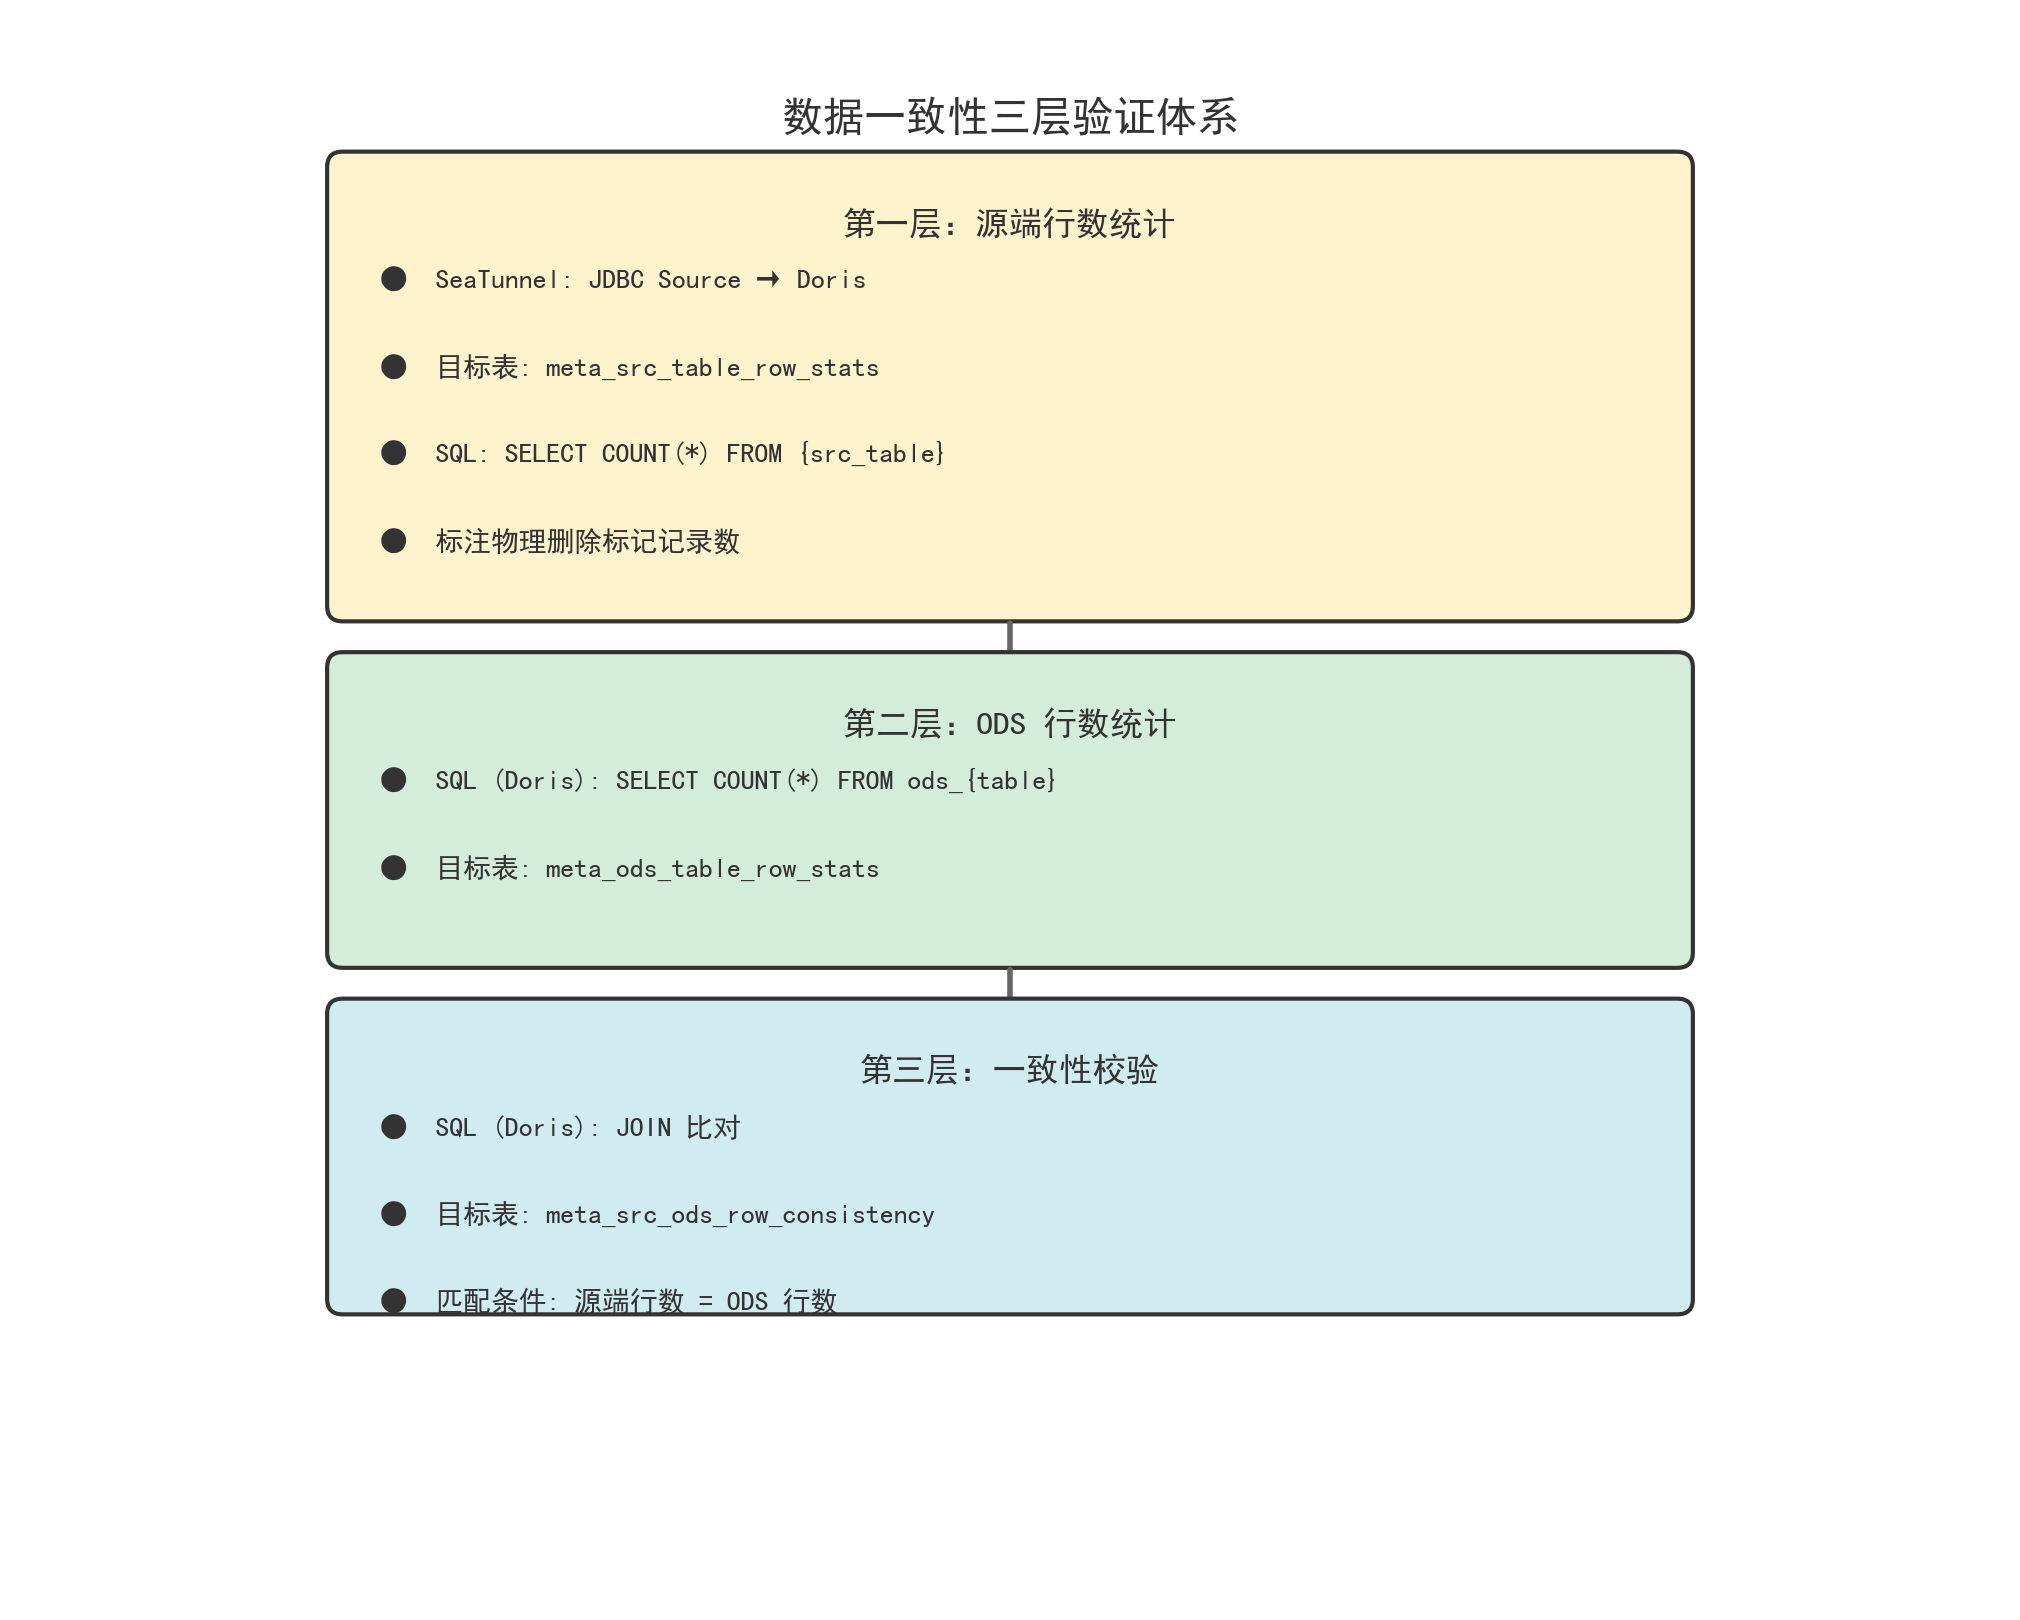 数据一致性三层验证体系
第一层：源端行数统计
● SeaTunnel: JDBC Source → Doris
● 目标表: meta_src_table_row_stats
● SQL: SELECT COUNT(*) FROM {src_table}
● 标注物理删除标记记录数
第二层：ODS 行数统计
● SQL (Doris): SELECT COUNT(*) FROM ods_{table}
● 目标表: meta_ods_table_row_stats
第三层：一致性校验
● SQL (Doris): JOIN 比对
● 目标表: meta_src_ods_row_consistency
● 匹配条件: 源端行数 = ODS 行数